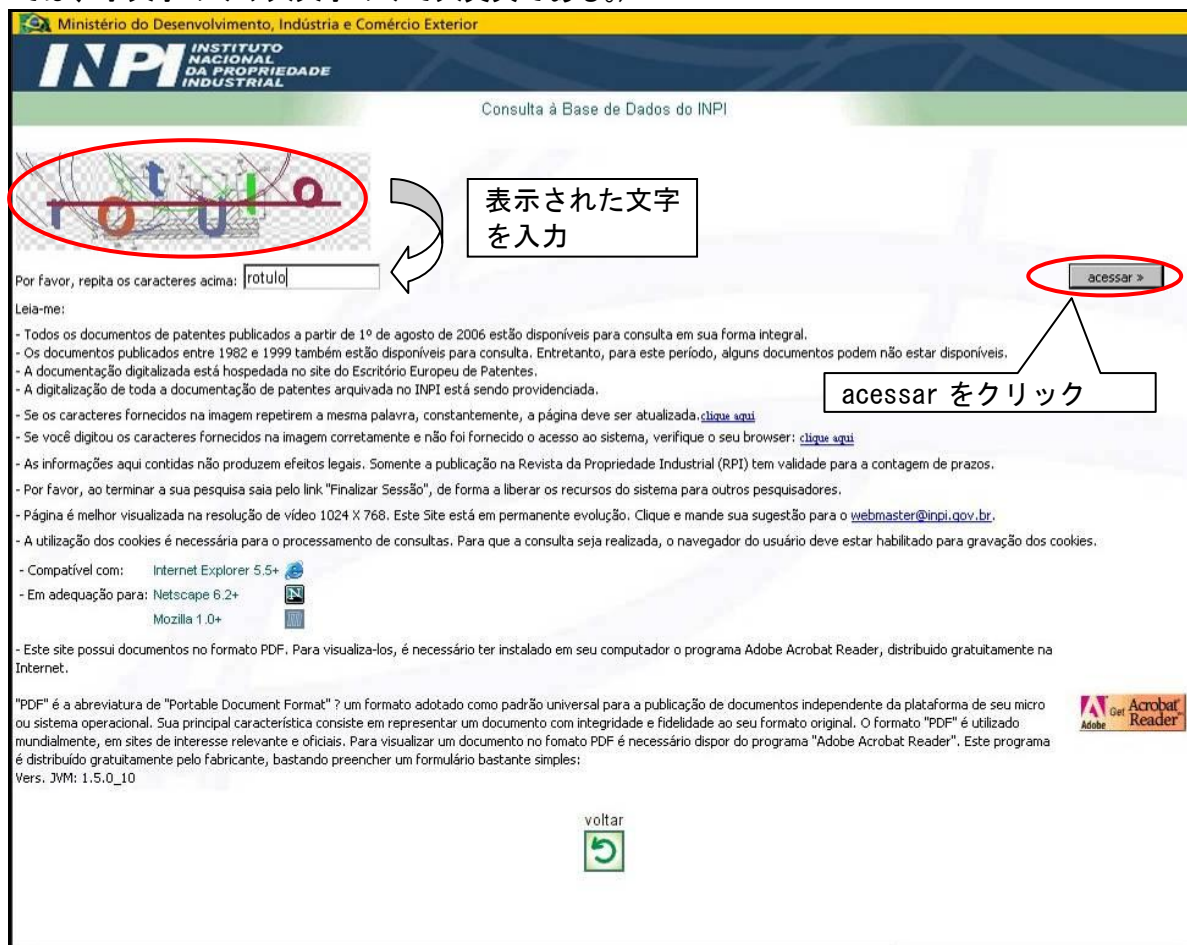 Ministério do Desenvolvimento, Indústria e Comércio Exterior
INPI
INSTITUTO
NACIONAL
DA PROPRIEDADE
INDUSTRIAL
Consulta à Base de Dados do INPI
rotulo
表示された文字
を入力
Por favor, repita os caracteres acima: rotulo
acessar »
Leia-me:
- Todos os documentos de patentes publicados a partir de 1º de agosto de 2006 estão disponíveis para consulta em sua forma integral.
- Os documentos publicados entre 1982 e 1999 também estão disponíveis para consulta. Entretanto, para este período, alguns documentos podem não estar disponíveis.
- A documentação digitalizada está hospedada no site do Escritório Europeu de Patentes.
- A digitalização de toda a documentação de patentes arquivada no INPI está sendo providenciada.
acessar をクリック
- Se os caracteres fornecidos na imagem repetirem a mesma palavra, constantemente, a página deve ser atualizada.clique aqui
- Se você digitou os caracteres fornecidos na imagem corretamente e não foi fornecido o acesso ao sistema, verifique o seu browser: clique aqui
- As informações aqui contidas não produzem efeitos legais. Somente a publicação na Revista da Propriedade Industrial (RPI) tem validade para a contagem de prazos.
- Por favor, ao terminar a sua pesquisa saia pelo link "Finalizar Sessão", de forma a liberar os recursos do sistema para outros pesquisadores.
- Página é melhor visualizada na resolução de vídeo 1024 X 768. Este Site está em permanente evolução. Clique e mande sua sugestão para o webmaster@inpi.gov.br.
- A utilização dos cookies é necessária para o processamento de consultas. Para que a consulta seja realizada, o navegador do usuário deve estar habilitado para gravação dos cookies.
- Compatível com: Internet Explorer 5.5+
- Em adequação para: Netscape 6.2+
Mozilla 1.0+
- Este site possui documentos no formato PDF. Para visualiza-los, é necessário ter instalado em seu computador o programa Adobe Acrobat Reader, distribuido gratuitamente na
Internet.
"PDF" é a abreviatura de "Portable Document Format" ? um formato adotado como padrão universal para a publicação de documentos independente da plataforma de seu micro
ou sistema operacional. Sua principal característica consiste em representar um documento com integridade e fidelidade ao seu formato original. O formato "PDF" é utilizado
mundialmente, em sites de interesse relevante e oficiais. Para visualizar um documento no fomato PDF é necessário dispor do programa "Adobe Acrobat Reader". Este programa
é distribuído gratuitamente pelo fabricante, bastando preencher um formulário bastante simples:
Vers. JVM: 1.5.0_10
Adobe Get Acrobat Reader
voltar